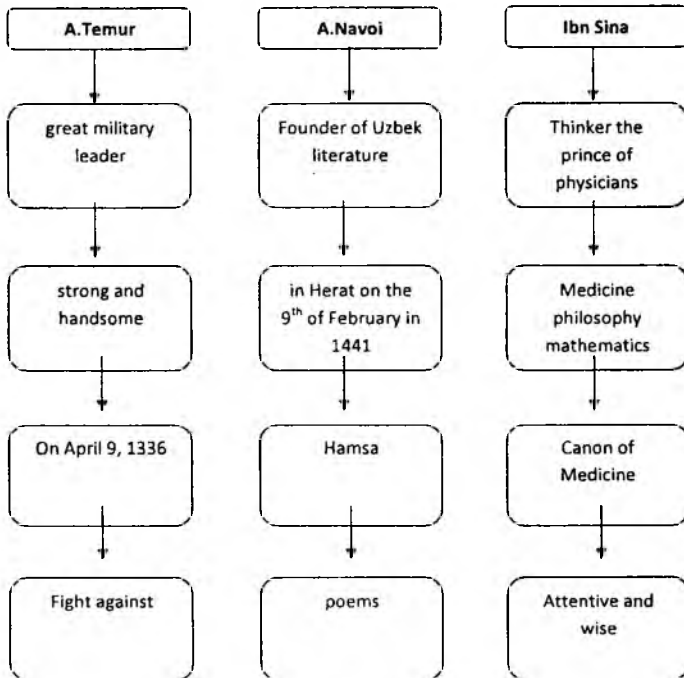 A.Temur
great military
leader
strong and
handsome
On April 9, 1336
Fight against
A.Navoi
Founder of Uzbek
literature
in Herat on the
9th of February in
1441
Hamsa
poems
Ibn Sina
Thinker the
prince of
physicians
Medicine
philosophy
mathematics
Canon of
Medicine
Attentive and
wise